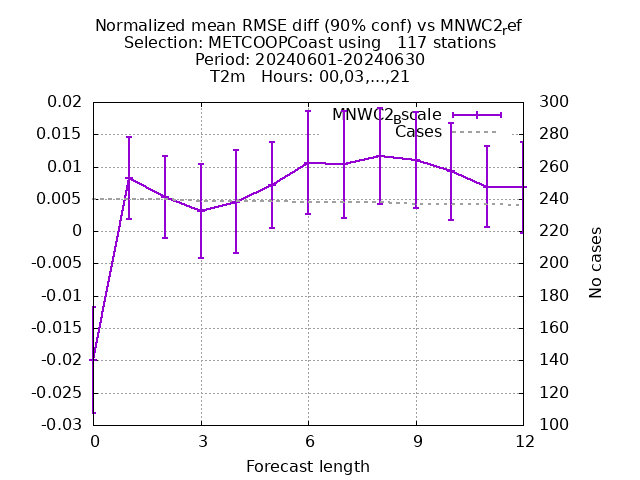 Normalized mean RMSE diff (90% conf) vs MNWC2ref
Selection: METCOOPCoast using   117 stations
Period: 20240601-20240630
T2m   Hours: 00,03,...,21
MNWC2Bscale
Cases
0.02
0.015
0.01
0.005
0
-0.005
-0.01
-0.015
-0.02
-0.025
-0.03
300
280
260
240
220
200
180
160
140
120
100
No cases
0 3 6 9 12
Forecast length